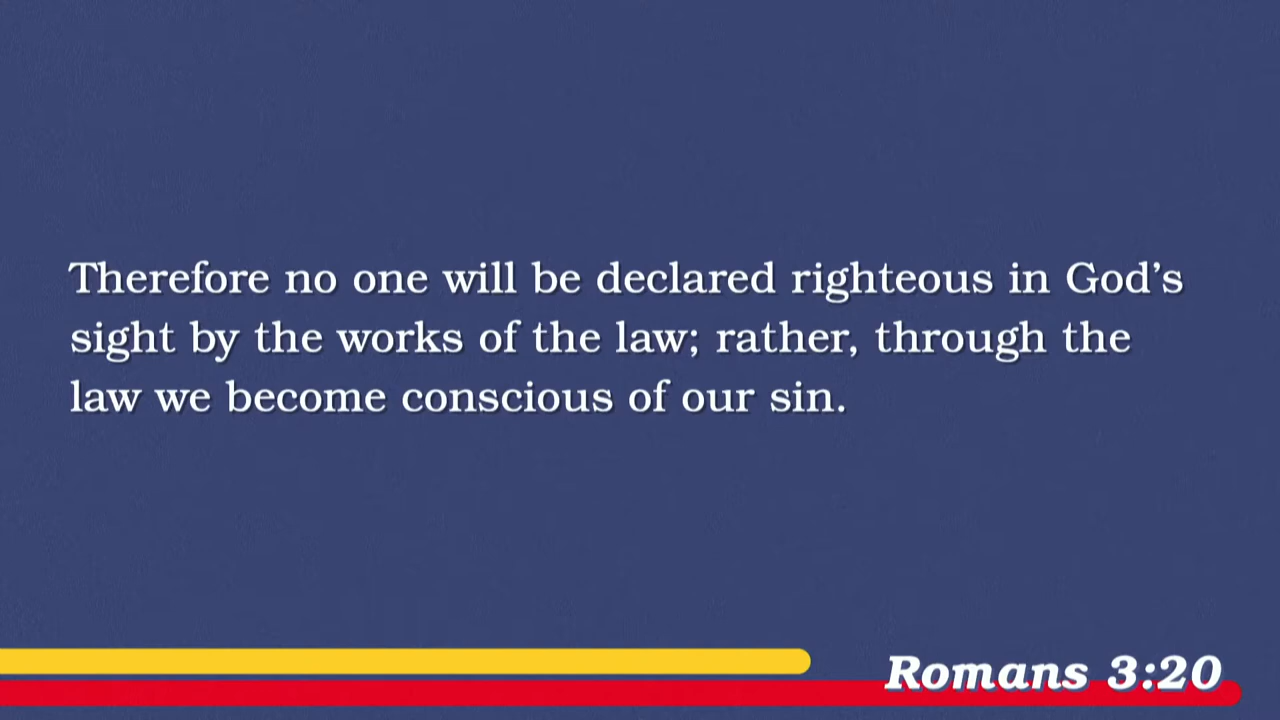 Therefore no one will be declared righteous in God’s
sight by the works of the law; rather, through the
law we become conscious of our sin.
Romans 3:20